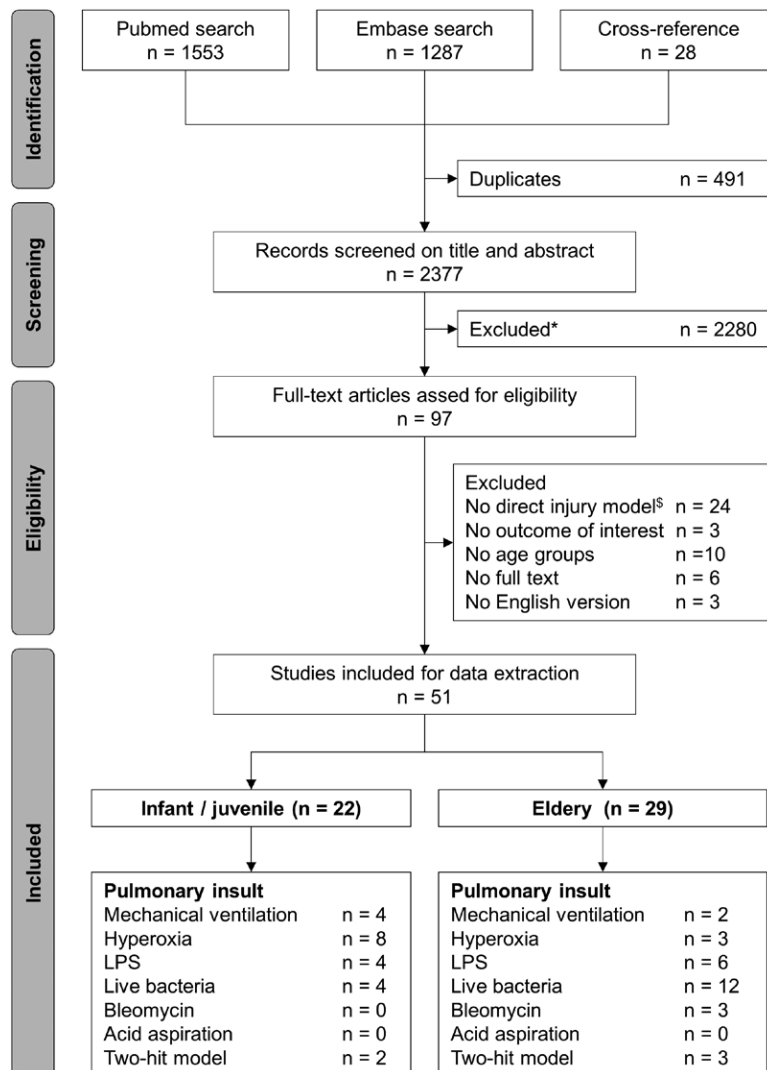 Identification
Pubmed search
n = 1553
Embase search
n = 1287
Cross-reference
n = 28
Duplicates n = 491
Screening
Records screened on title and abstract
n = 2377
Excluded* n = 2280
Eligibility
Full-text articles assed for eligibility
n = 97
Excluded
No direct injury model$ n = 24
No outcome of interest n = 3
No age groups n =10
No full text n = 6
No English version n = 3
Included
Studies included for data extraction
n = 51
Infant / juvenile (n = 22)
Eldery (n = 29)
Pulmonary insult
Mechanical ventilation n = 4
Hyperoxia n = 8
LPS n = 4
Live bacteria n = 4
Bleomycin n = 0
Acid aspiration n = 0
Two-hit model n = 2
Pulmonary insult
Mechanical ventilation n = 2
Hyperoxia n = 3
LPS n = 6
Live bacteria n = 12
Bleomycin n = 3
Acid aspiration n = 0
Two-hit model n = 3